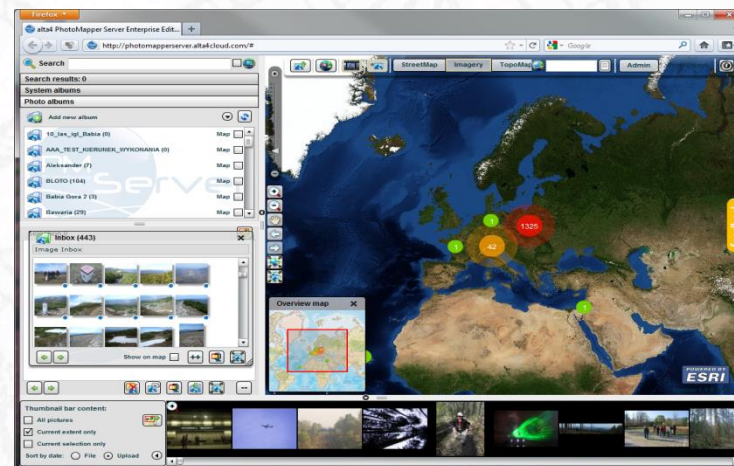 Firefox
alta4 PhotoMapper Server Enterprise Edit...
http://photomapperserver.alta4cloud.com/#
Google
Search
StreetMap Imagery TopoMap Admin
Search results: 0
System albums
Photo albums
Add new album
10_las_igl_Babia (0) Map
AAA_TEST_KIERUNEK_WYKONANIA (0) Map
Aleksander (7) Map
BLOTO (104) Map
Babia Gora 2 (3) Map
Bawaria (29) Map
PM
Server
Inbox (443)
Image Inbox
Show on map
1
1325
1
42
1
Overview map
POWERED BY
ESRI
Thumbnail bar content:
All pictures
Current extent only
Current selection only
Sort by date: File Upload